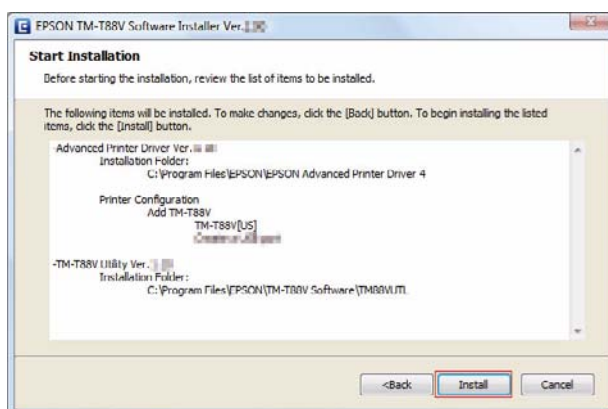 EPSON TM-T88V Software Installer Ver.
Start Installation
Before starting the installation, review the list of items to be installed.
The following items will be installed. To make changes, click the [Back] button. To begin installing the listed
items, click the [Install] button.
-Advanced Printer Driver Ver.
Installation Folder:
C:\Program Files\EPSON\EPSON Advanced Printer Driver 4
Printer Configuration
Add TM-T88V
TM-T88V[US]
-TM-T88V Utility Ver.
Installation Folder:
C:\Program Files\EPSON\TM-T88V Software\TM88VUTL
<Back
Install
Cancel